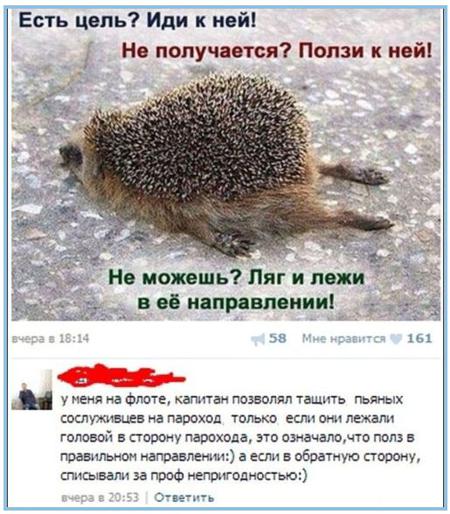 Есть цель? Иди к ней!
Не получается? Ползи к ней!
Не можешь? Ляг и лежи
в её направлении!
вчера в 18:14 58 Мне нравится 161
у меня на флоте, капитан позволял тащить пьяных
сослуживцев на пароход только если они лежали
головой в сторону парохода, это означало,что полз в
правильном направлении:) а если в обратную сторону,
списывали за проф непригодностью:)
вчера в 20:53 | Ответить